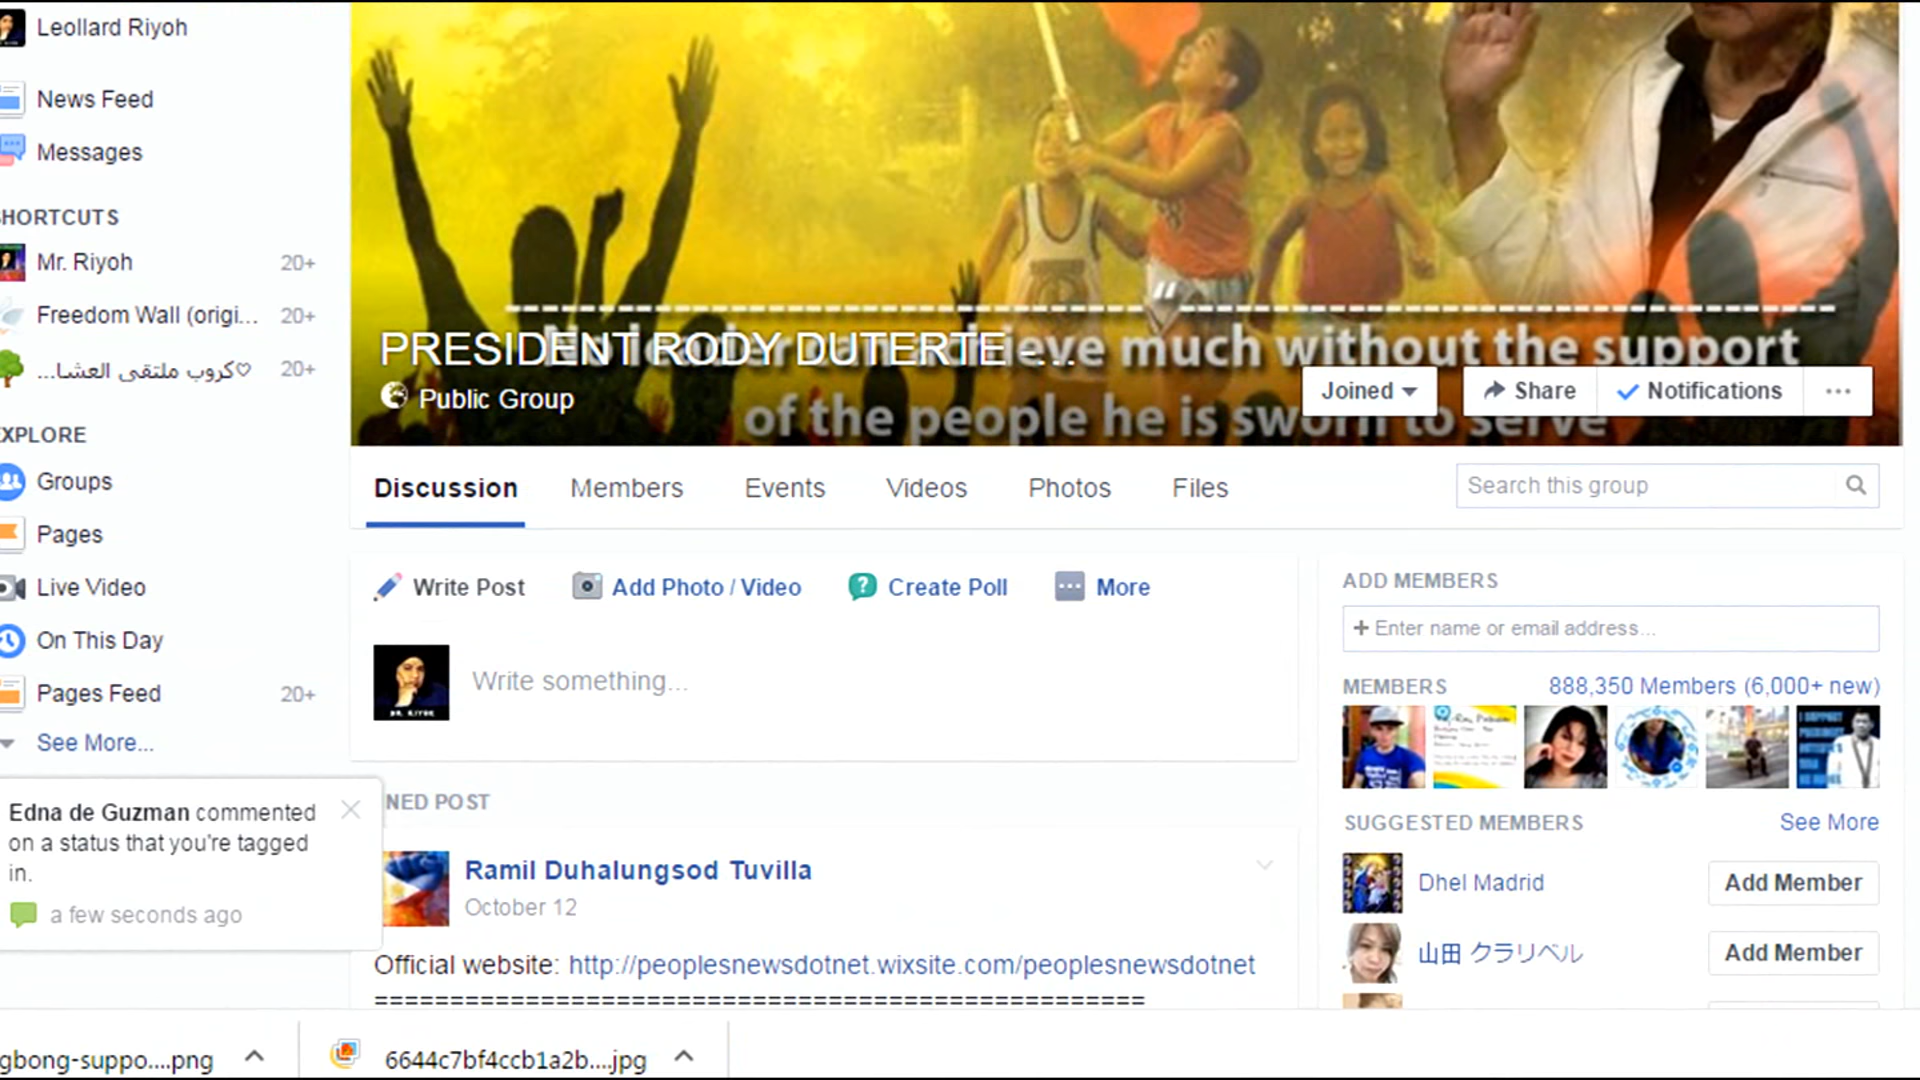 Leollard Riyoh
News Feed
Messages
SHORTCUTS
Mr. Riyoh 20+
Freedom Wall (origi... 20+
♡كروب ملتقى العشا... 20+
EXPLORE
Groups
Pages
Live Video
On This Day
Pages Feed 20+
See More...
Edna de Guzman commented
on a status that you're tagged
in.
a few seconds ago
PRESIDENT RODY DUTERTE - ...
much without the support
of the people he is sworn to serve
Public Group
Joined
Share
Notifications
Discussion Members Events Videos Photos Files
Search this group
Write Post Add Photo / Video Create Poll More
Write something...
NED POST
Ramil Duhalungsod Tuvilla
October 12
Official website: http://peoplesnewsdotnet.wixsite.com/peoplesnewsdotnet
===================================================
ADD MEMBERS
+ Enter name or email address...
MEMBERS 888,350 Members (6,000+ new)
SUGGESTED MEMBERS See More
Dhel Madrid Add Member
山田 クラリベル Add Member
gbong-suppo....png
6644c7bf4ccb1a2b....jpg